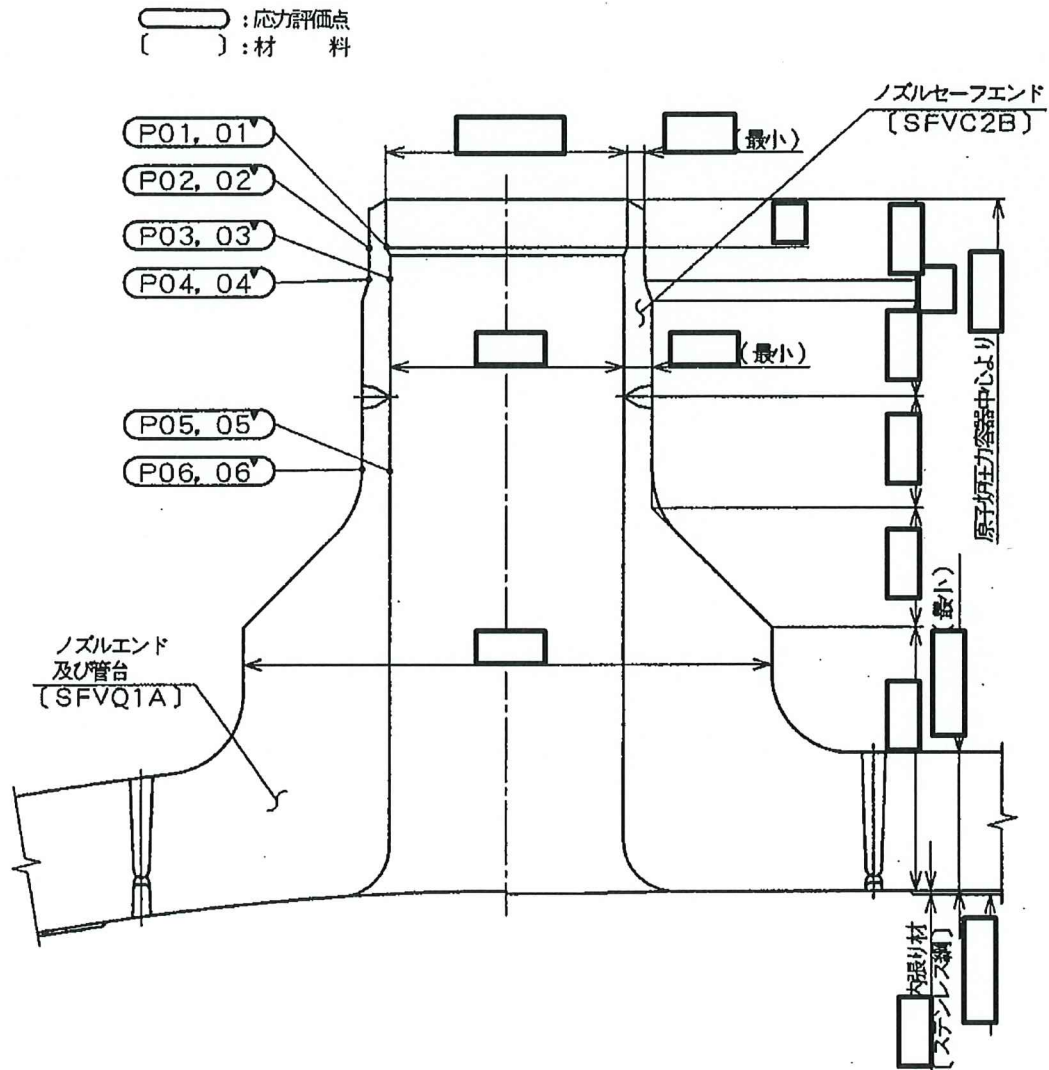 ：応力評価点
〔　　　〕：材　　料
ノズルセーフエンド
〔SFVC2B〕
P01, 01'
（最小）
P02, 02'
P03, 03'
P04, 04'
（最小）
原子炉圧力容器中心より
P05, 05'
P06, 06'
（最小）
ノズルエンド
及び管台
〔SFVQ1A〕
内張り材
〔ステンレス鋼〕